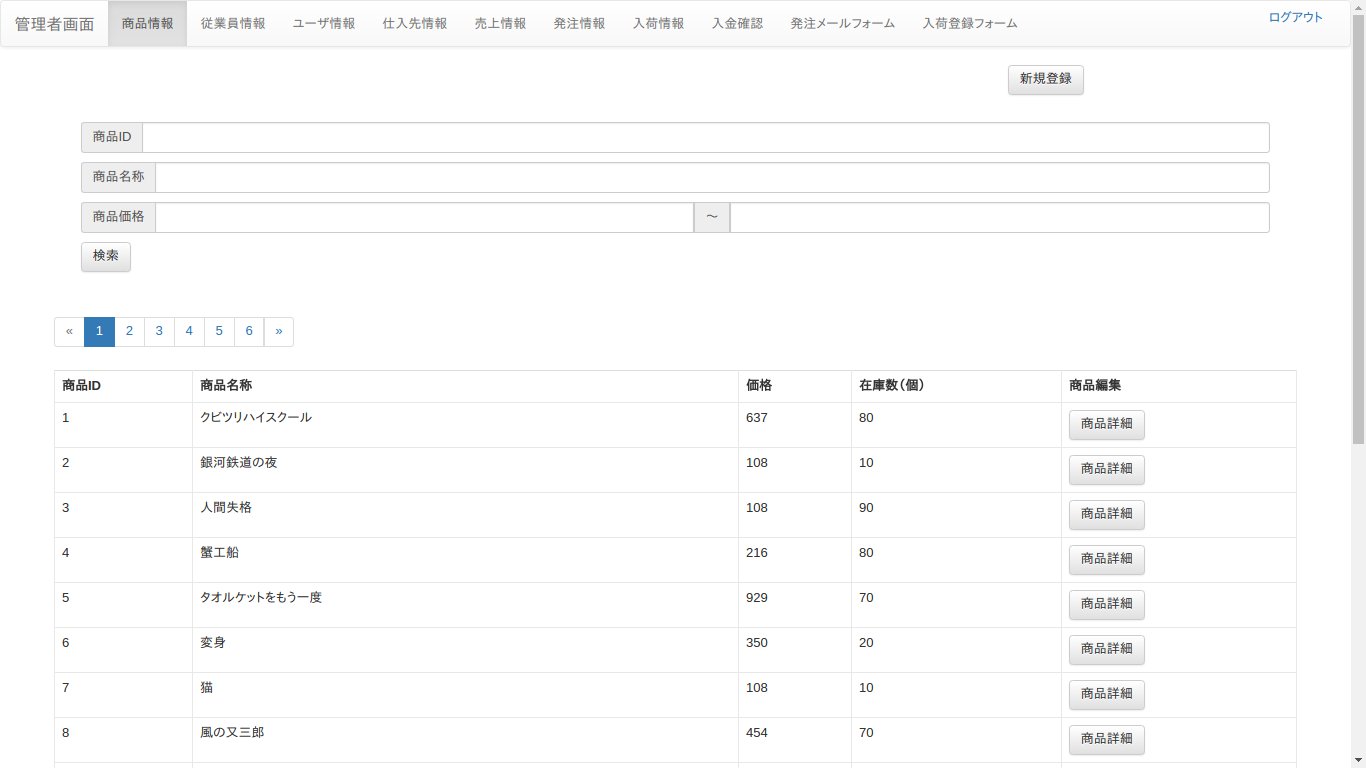 管理者画面 商品情報 従業員情報 ユーザ情報 仕入先情報 売上情報 発注情報 入荷情報 入金確認 発注メールフォーム 入荷登録フォーム ログアウト
新規登録
商品ID
商品名称
商品価格 ～
検索
« 1 2 3 4 5 6 »
商品ID 商品名称 価格 在庫数（個） 商品編集
1 クビツリハイスクール 637 80 商品詳細
2 銀河鉄道の夜 108 10 商品詳細
3 人間失格 108 90 商品詳細
4 蟹工船 216 80 商品詳細
5 タオルケットをもう一度 929 70 商品詳細
6 変身 350 20 商品詳細
7 猫 108 10 商品詳細
8 風の又三郎 454 70 商品詳細